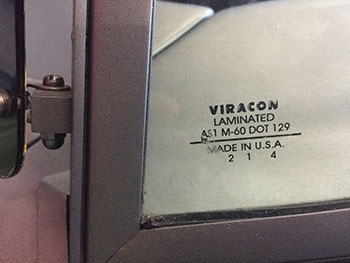 VIRACON
LAMINATED
AS1 M-60 DOT 129
MADE IN U.S.A.
2 1 4